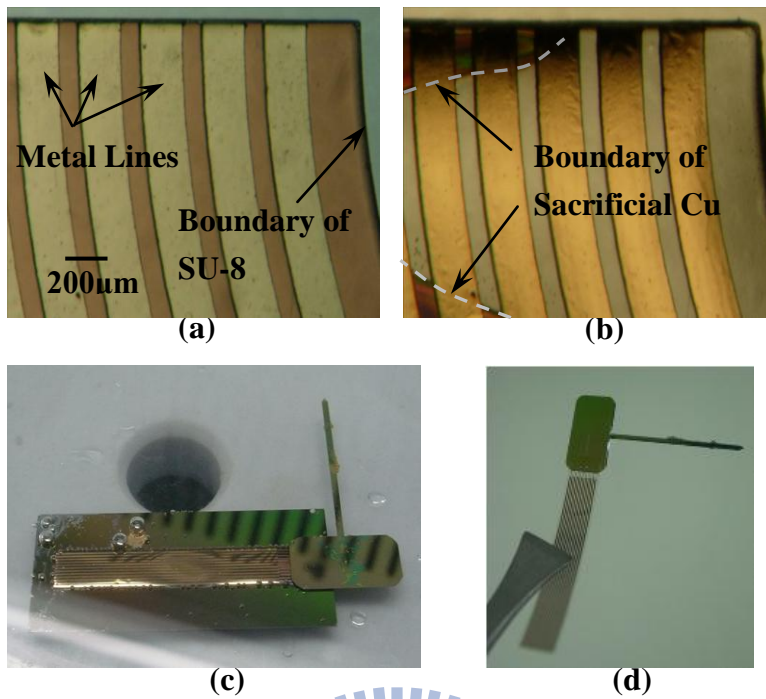 Metal Lines
Boundary of
SU-8
200μm
(a)
Boundary of
Sacrificial Cu
(b)
(c)
(d)